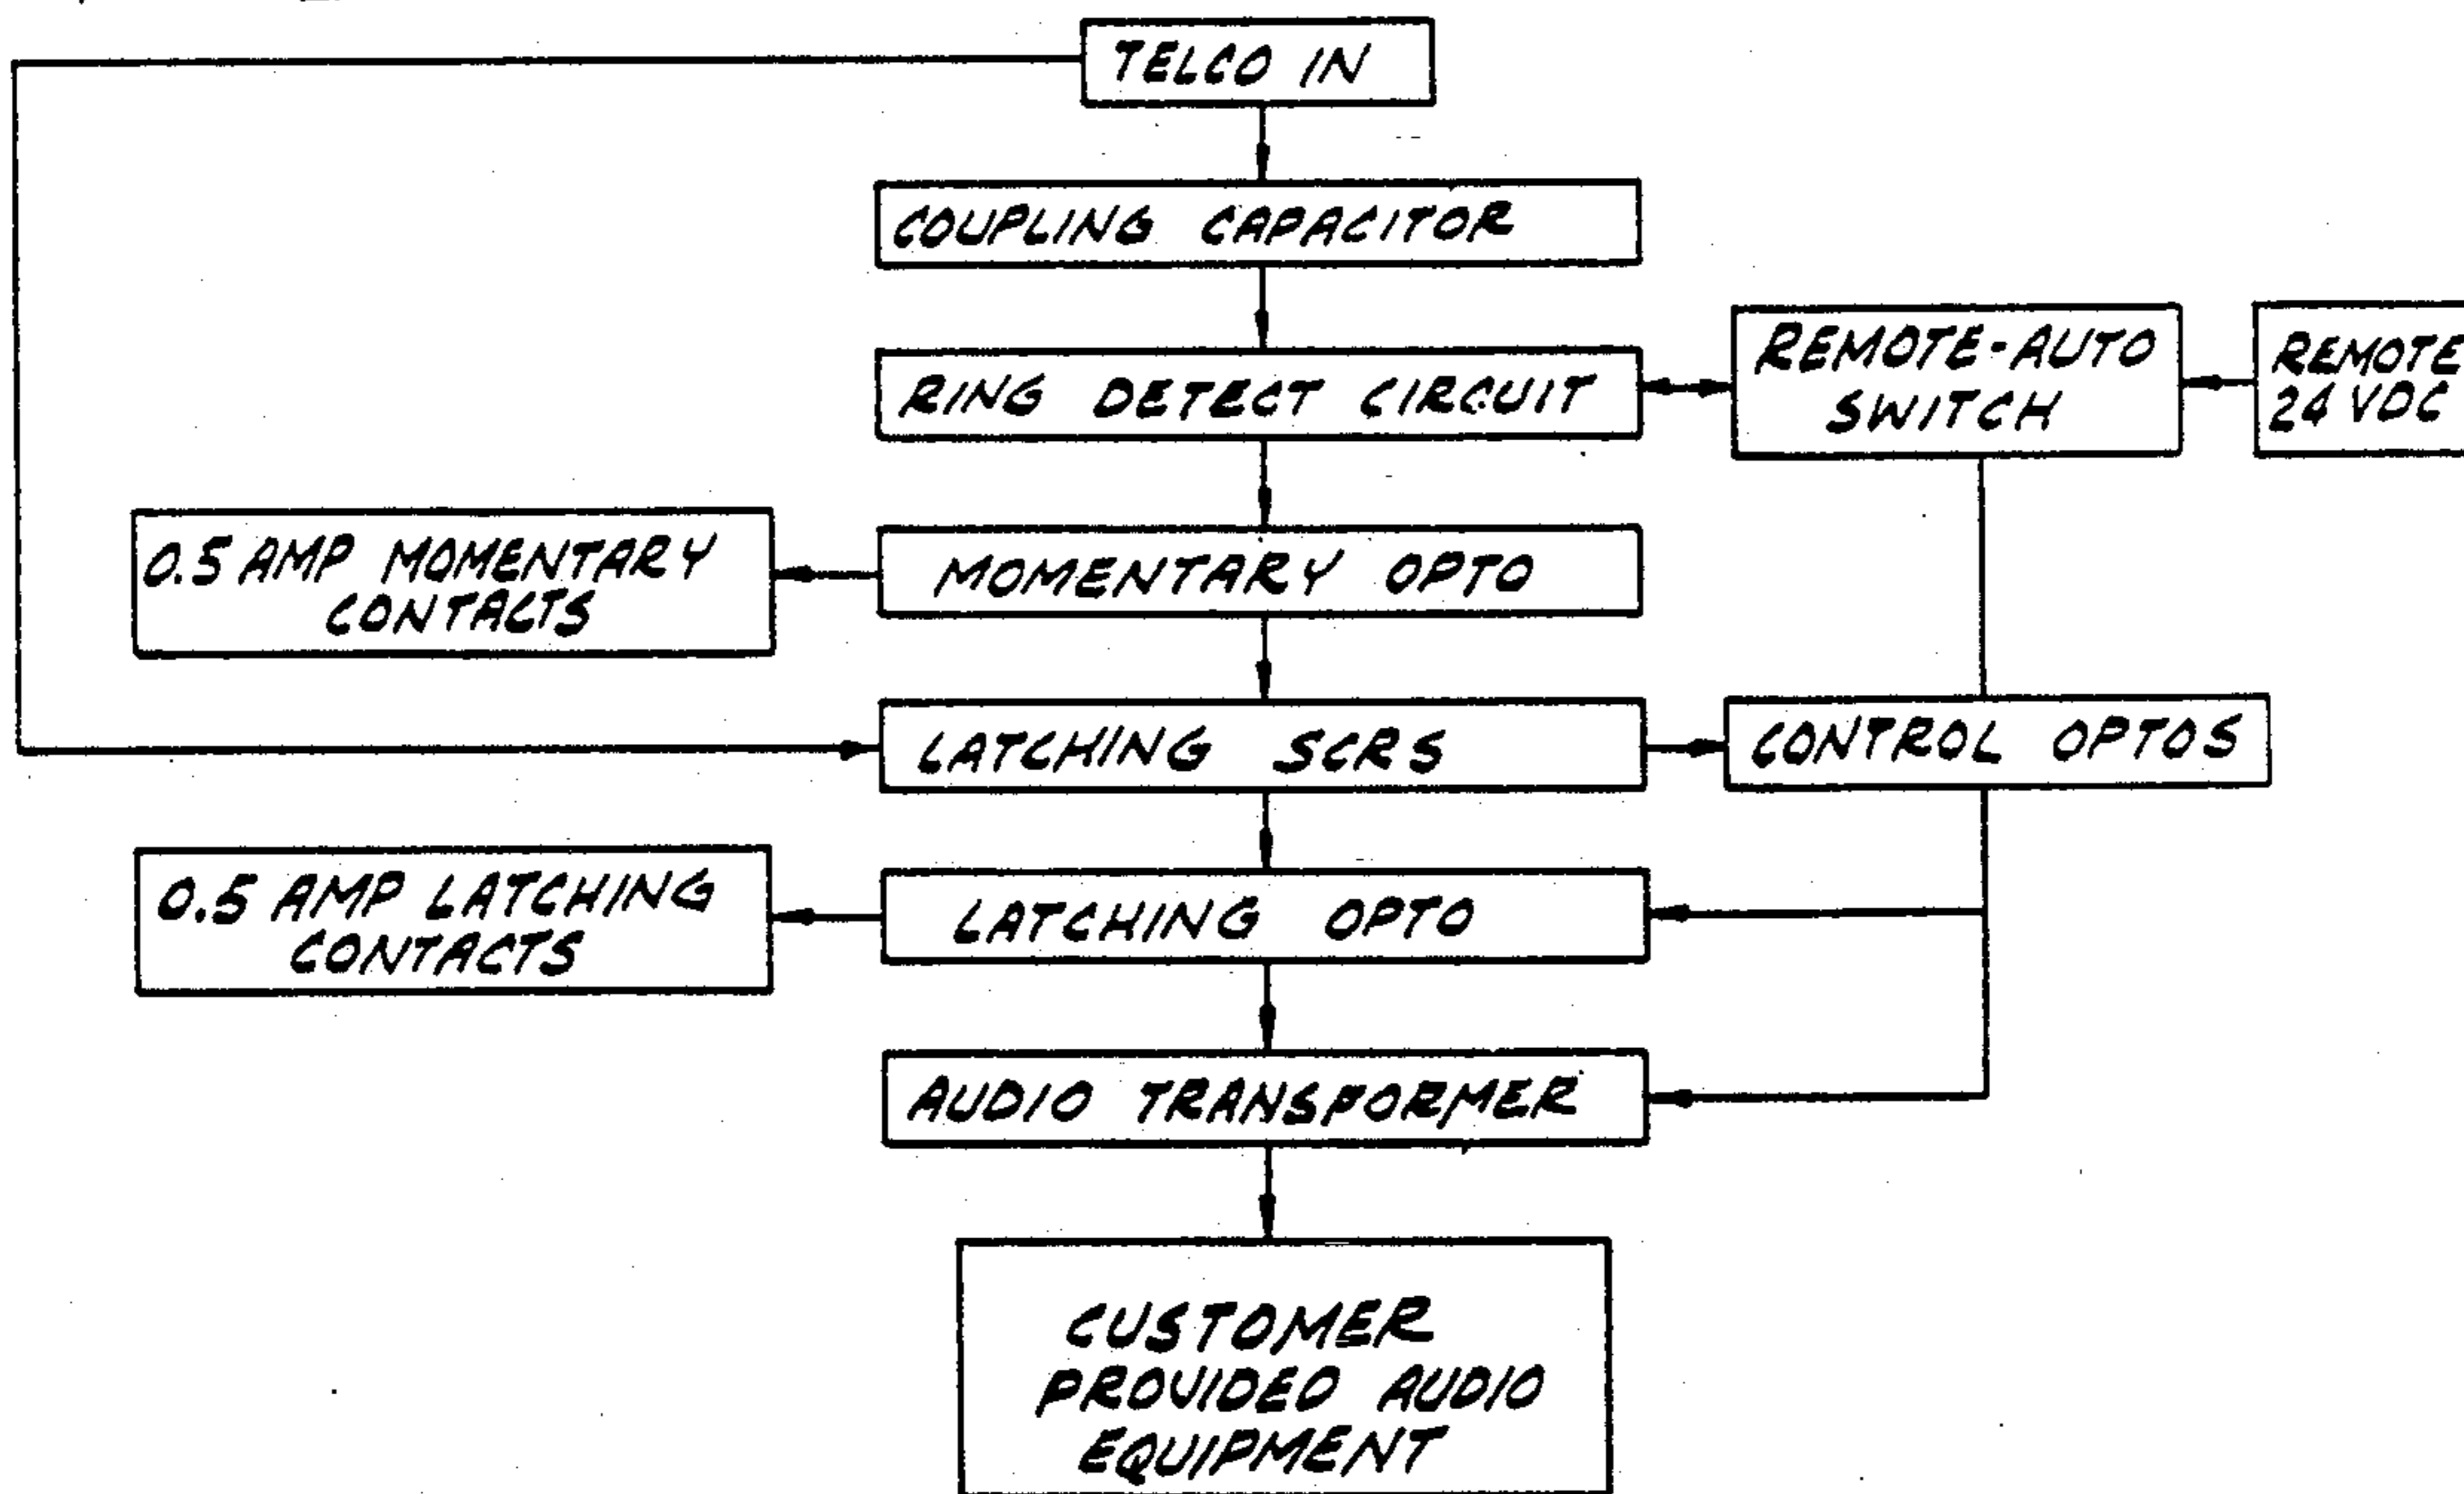 TELCO IN
COUPLING CAPACITOR
RING DETECT CIRCUIT
REMOTE-AUTO
SWITCH
REMOTE
24 VDC
0.5 AMP MOMENTARY
CONTACTS
MOMENTARY OPTO
LATCHING SCRS
CONTROL OPTOS
0.5 AMP LATCHING
CONTACTS
LATCHING OPTO
AUDIO TRANSFORMER
CUSTOMER
PROVIDED AUDIO
EQUIPMENT